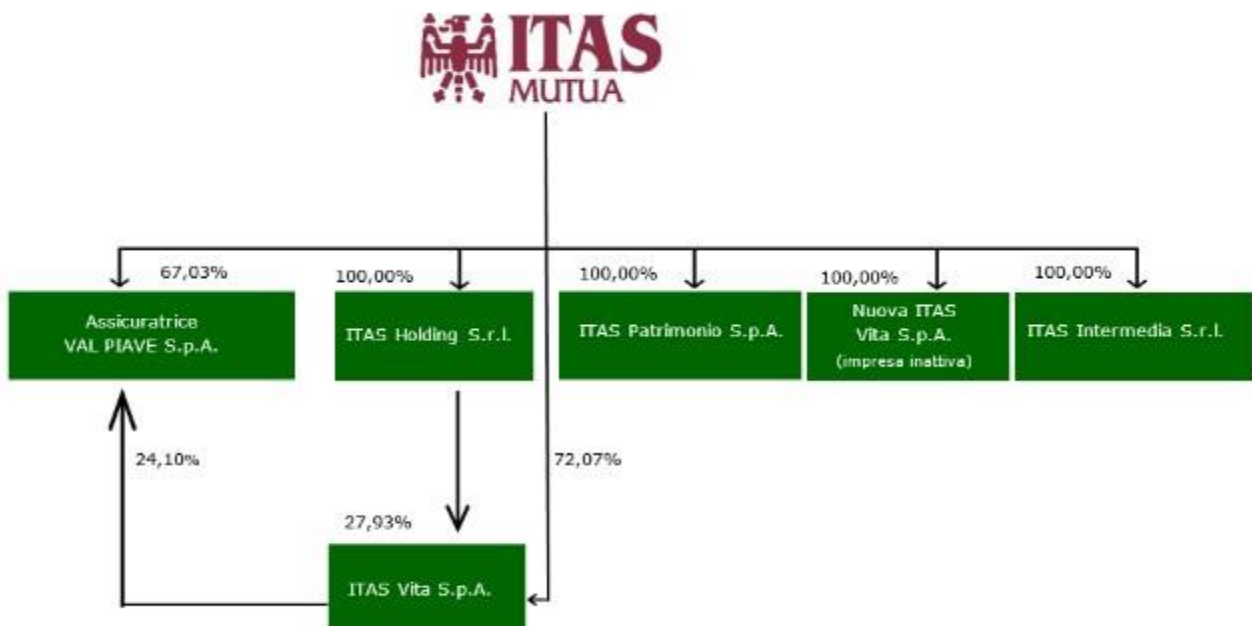 ITAS
MUTUA
67,03%
100,00%
100,00%
100,00%
100,00%
Assicuratrice
VAL PIAVE S.p.A.
ITAS Holding S.r.l.
ITAS Patrimonio S.p.A.
Nuova ITAS
Vita S.p.A.
(impresa inattiva)
ITAS Intermedia S.r.l.
24,10%
72,07%
27,93%
ITAS Vita S.p.A.